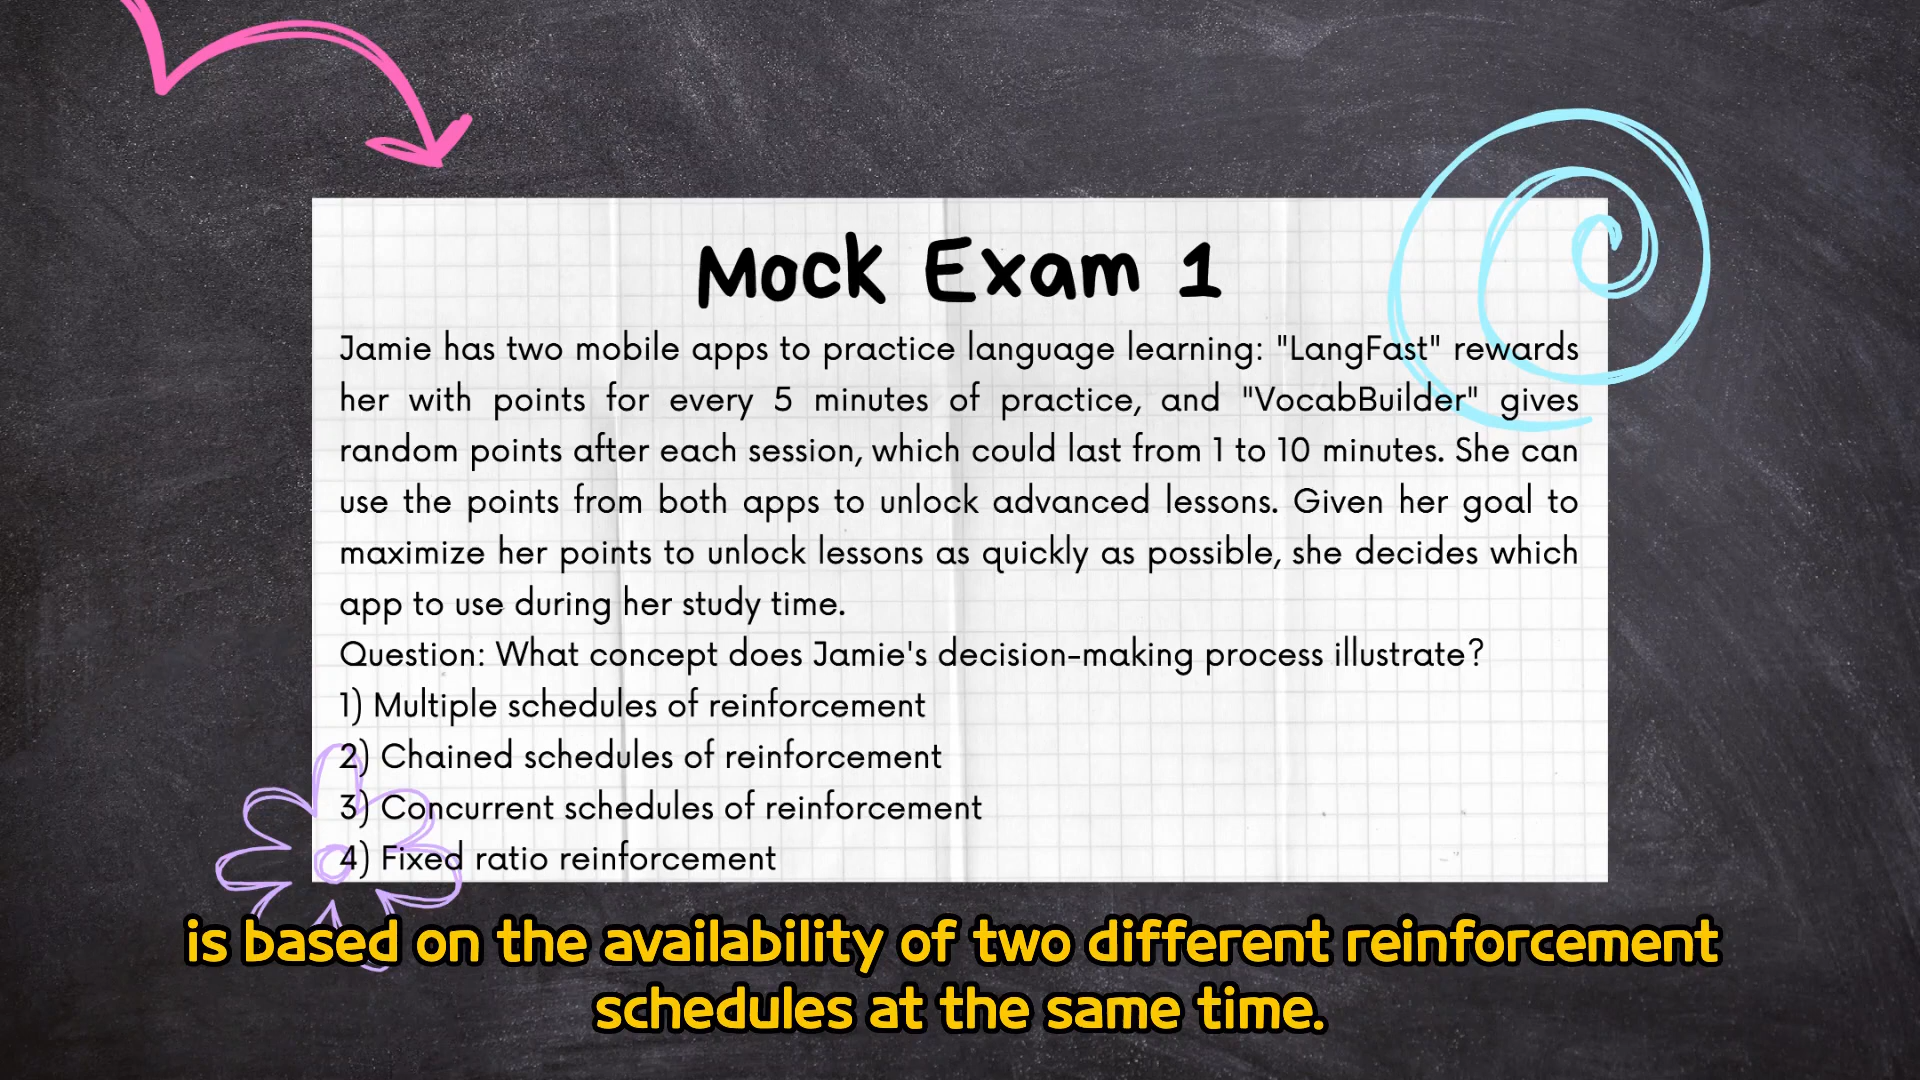 Mock Exam 1
Jamie has two mobile apps to practice language learning: "LangFast" rewards
her with points for every 5 minutes of practice, and "VocabBuilder" gives
random points after each session, which could last from 1 to 10 minutes. She can
use the points from both apps to unlock advanced lessons. Given her goal to
maximize her points to unlock lessons as quickly as possible, she decides which
app to use during her study time.
Question: What concept does Jamie's decision-making process illustrate?
1) Multiple schedules of reinforcement
2) Chained schedules of reinforcement
3) Concurrent schedules of reinforcement
4) Fixed ratio reinforcement
is based on the availability of two different reinforcement
schedules at the same time.